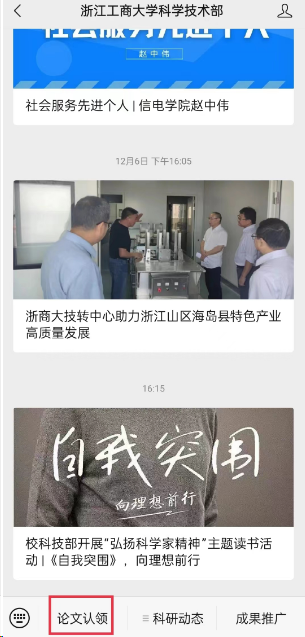 浙江工商大学科学技术部
社会服务先进个人
赵中伟
社会服务先进个人 | 信电学院赵中伟
12月6日 下午16:05
浙商大技转中心助力浙江山区海岛县特色产业
高质量发展
16:15
自我突围
向理想前行
校科技部开展“弘扬科学家精神”主题读书活
动 | 《自我突围》，向理想前行
论文认领
科研动态
成果推广